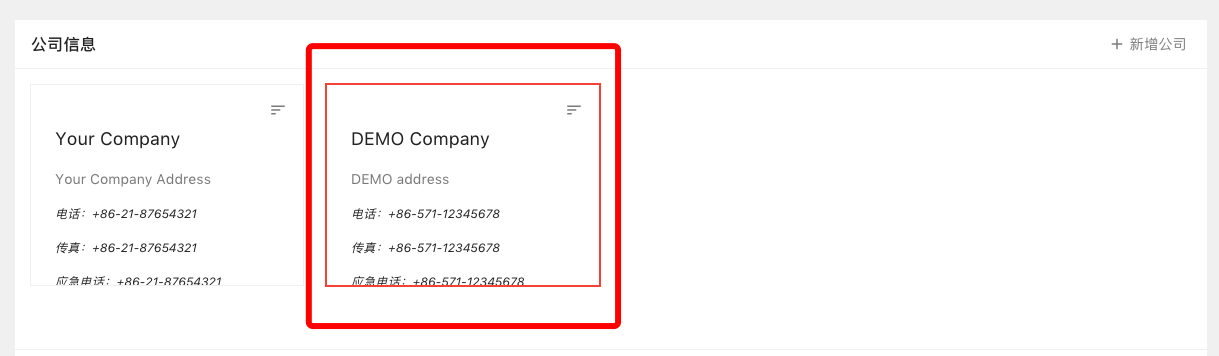 公司信息
+ 新增公司
Your Company
Your Company Address
电话：+86-21-87654321
传真：+86-21-87654321
应急电话：+86-21-87654321
DEMO Company
DEMO address
电话：+86-571-12345678
传真：+86-571-12345678
应急电话：+86-571-12345678